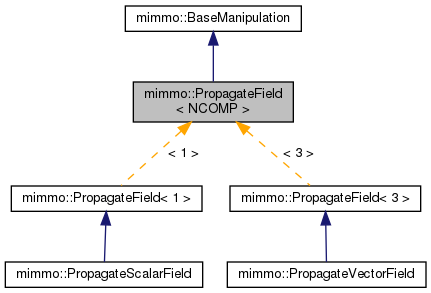 mimmo::BaseManipulation
mimmo::PropagateField
< NCOMP >
< 1 >
< 3 >
mimmo::PropagateField< 1 >
mimmo::PropagateField< 3 >
mimmo::PropagateScalarField
mimmo::PropagateVectorField